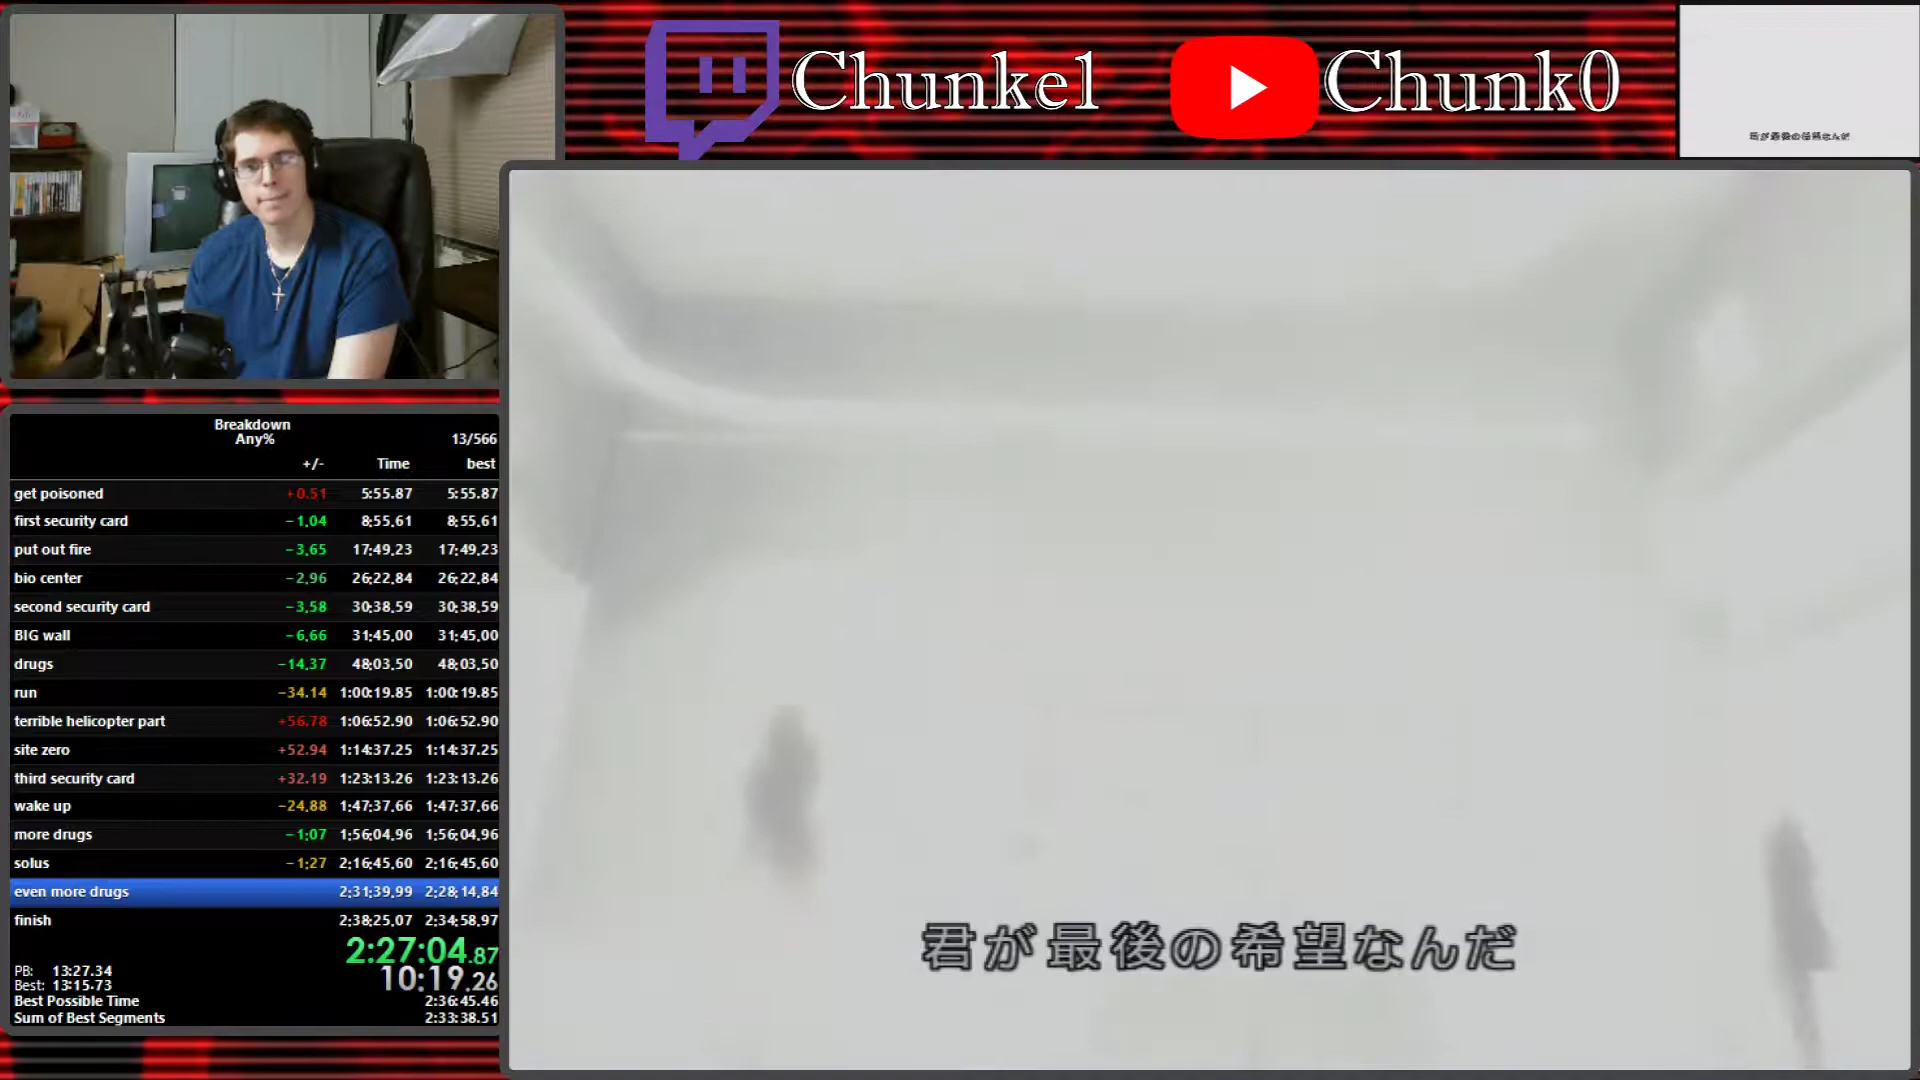 Chunke1
Chunk0
君が最後の希望なんだ
Breakdown
Any% 13/566
+/- Time best
get poisoned +0.51 5:55.87 5:55.87
first security card −1.04 8:55.61 8:55.61
put out fire −3.65 17:49.23 17:49.23
bio center −2.96 26:22.84 26:22.84
second security card −3.58 30:38.59 30:38.59
BIG wall −6.66 31:45.00 31:45.00
drugs −14.37 48:03.50 48:03.50
run −34.14 1:00:19.85 1:00:19.85
terrible helicopter part +56.78 1:06:52.90 1:06:52.90
site zero +52.94 1:14:37.25 1:14:37.25
third security card +32.19 1:23:13.26 1:23:13.26
wake up −24.88 1:47:37.66 1:47:37.66
more drugs −1:07 1:56:04.96 1:56:04.96
solus −1:27 2:16:45.60 2:16:45.60
even more drugs 2:31:39.99 2:28:14.84
finish 2:38:25.07 2:34:58.97
2:27:04.87
PB: 13:27.34
Best: 13:15.73
10:19.26
Best Possible Time 2:36:45.46
Sum of Best Segments 2:33:38.51
君が最後の希望なんだ